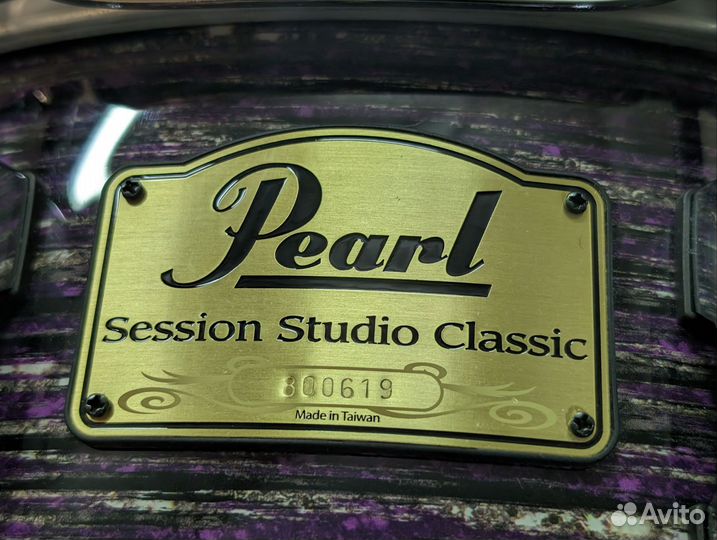 Pearl
Session Studio Classic
800619
Made in Taiwan
Avito